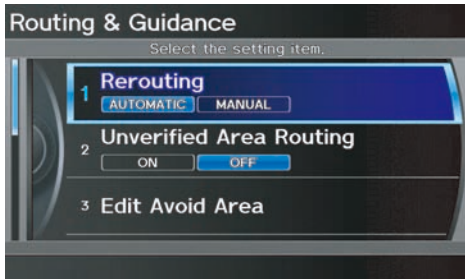 Routing & Guidance
Select the setting item.
1 Rerouting
AUTOMATIC MANUAL
2 Unverified Area Routing
ON OFF
3 Edit Avoid Area